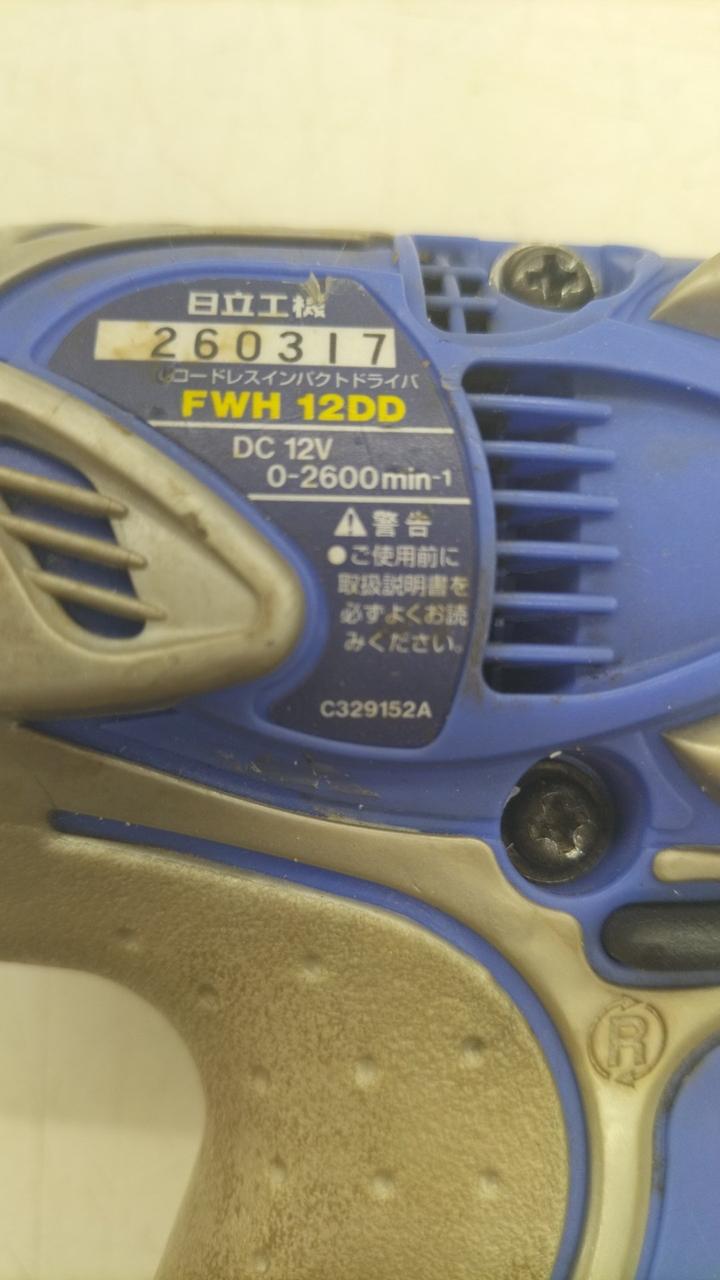 日立工機
260317
コードレスインパクトドライバ
FWH 12DD
DC 12V
0-2600min-1
警告
●ご使用前に
取扱説明書を
必ずよくお読
みください。
C329152A
R